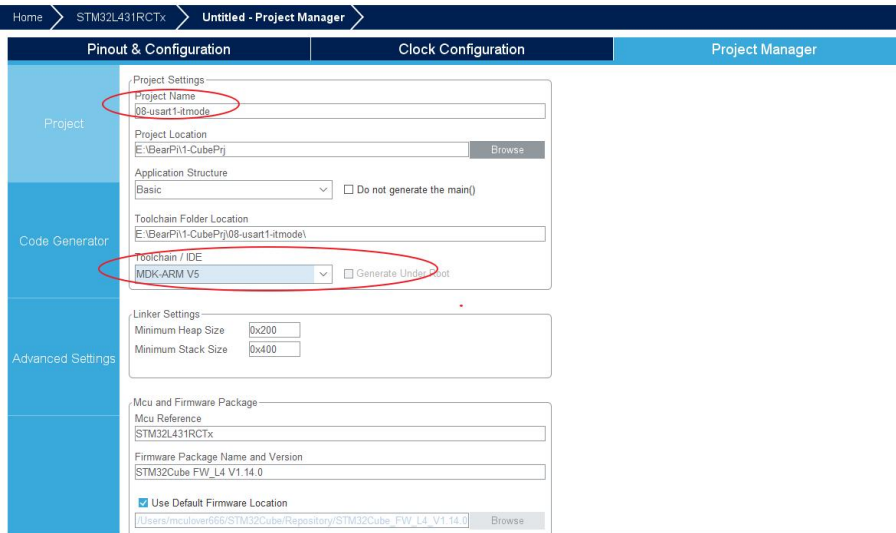 Home STM32L431RCTx Untitled - Project Manager
Pinout & Configuration Clock Configuration Project Manager
Project
Code Generator
Advanced Settings
Project Settings
Project Name
08-usart1-itmode
Project Location
E:\BearPi\1-CubePrj Browse
Application Structure
Basic Do not generate the main()
Toolchain Folder Location
E:\BearPi\1-CubePrj\08-usart1-itmode\
Toolchain / IDE
MDK-ARM V5 Generate Under Root
Linker Settings
Minimum Heap Size 0x200
Minimum Stack Size 0x400
Mcu and Firmware Package
Mcu Reference
STM32L431RCTx
Firmware Package Name and Version
STM32Cube FW_L4 V1.14.0
Use Default Firmware Location
:/Users/mculover666/STM32Cube/Repository/STM32Cube_FW_L4_V1.14.0 Browse